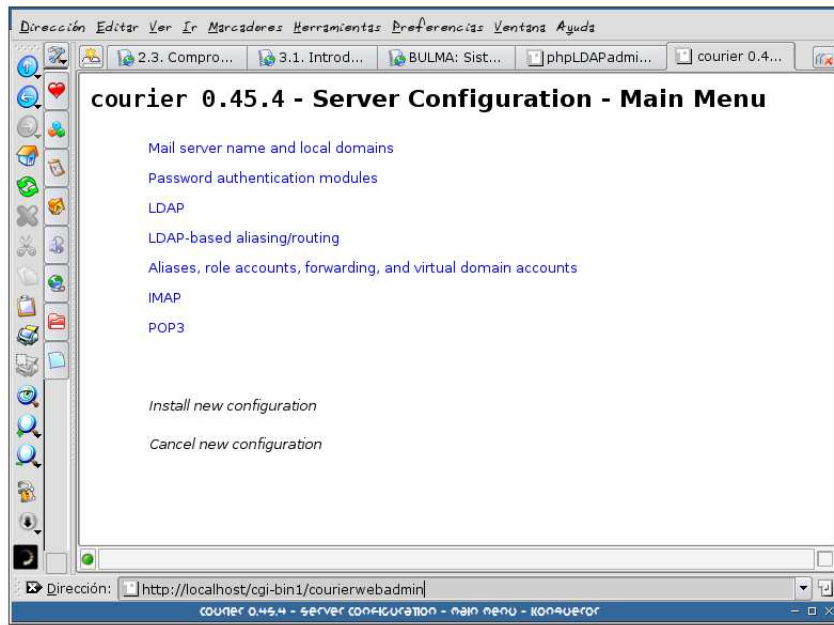 Dirección Editar Ver Ir Marcadores Herramientas Preferencias Ventana Ayuda
2.3. Compro... 3.1. Introd... BULMA: Sist... phpLDAPadmi... courier 0.4...
courier 0.45.4 - Server Configuration - Main Menu
Mail server name and local domains
Password authentication modules
LDAP
LDAP-based aliasing/routing
Aliases, role accounts, forwarding, and virtual domain accounts
IMAP
POP3
Install new configuration
Cancel new configuration
Dirección: http://localhost/cgi-bin1/courierwebadmin
courier 0.45.4 - Server Configuration - Main Menu - Konqueror